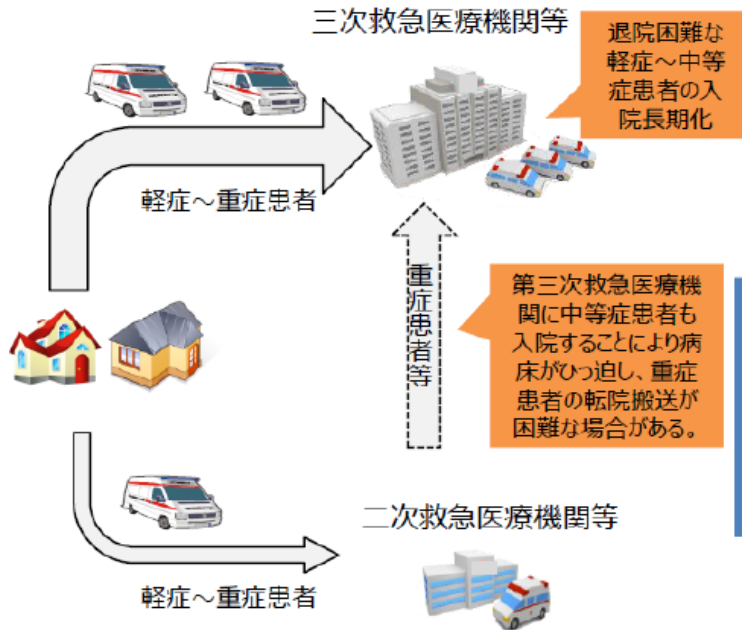 三次救急医療機関等
退院困難な
軽症～中等
症患者の入
院長期化
軽症～重症患者
重症患者等
第三次救急医療機
関に中等症患者も
入院することにより病
床がひっ迫し、重症
患者の転院搬送が
困難な場合がある。
二次救急医療機関等
軽症～重症患者